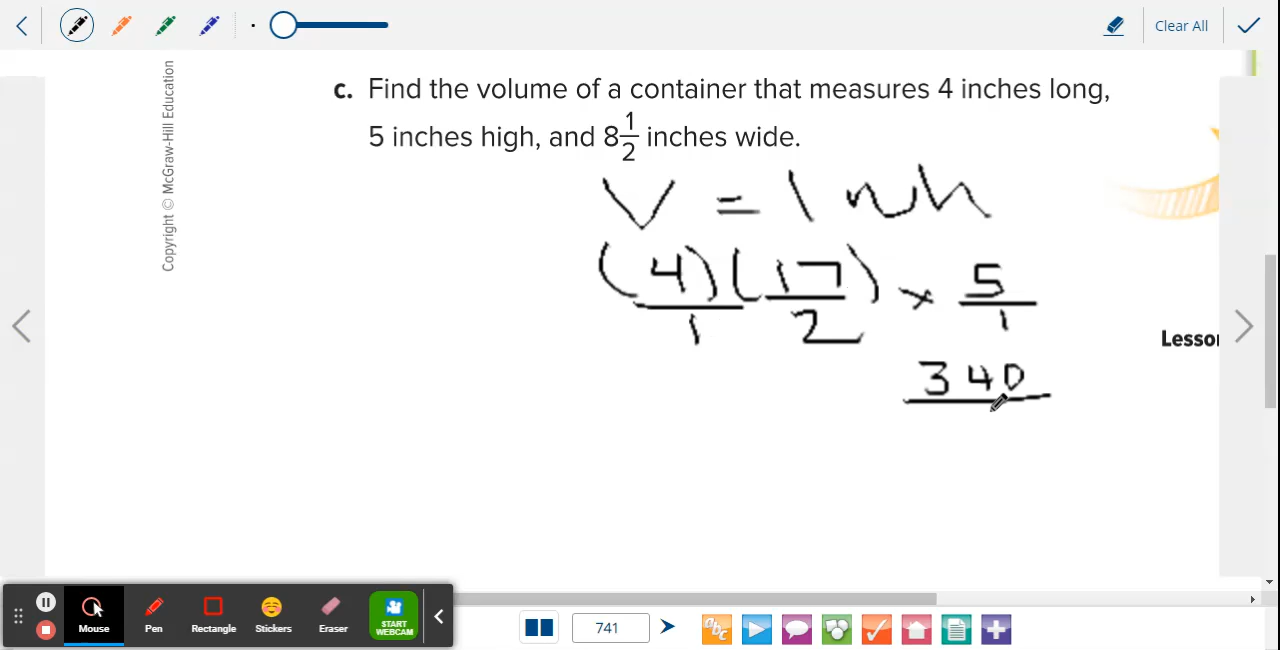 Clear All
Copyright © McGraw-Hill Education
c. Find the volume of a container that measures 4 inches long,
5 inches high, and 8 1/2 inches wide.
V = l w h
(4)/1 (17/2) × 5/1
340
Lesso
Mouse
Pen
Rectangle
Stickers
Eraser
START WEBCAM
741
abc